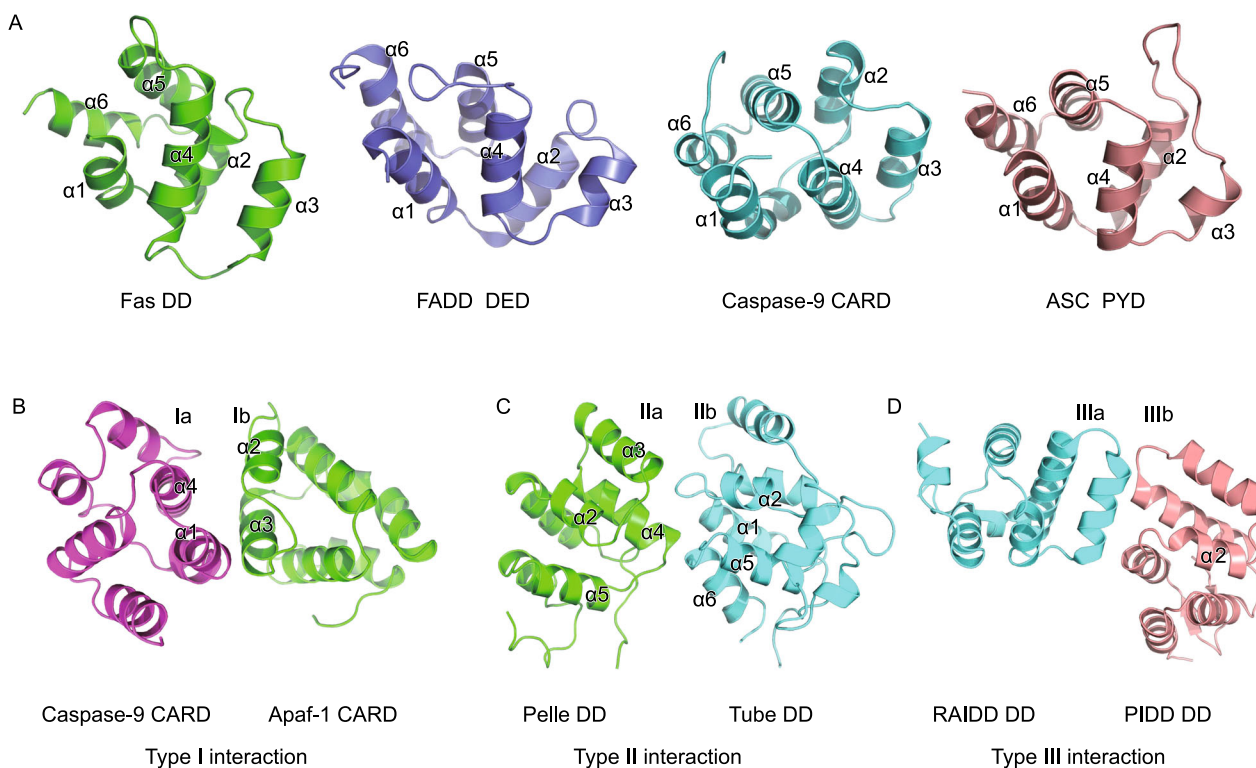 A
α6 α5 α4 α2 α1 α3
α6 α5 α4 α2 α1 α3
α5 α2 α6 α4 α3 α1
α6 α5 α2 α4 α1 α3
Fas DD
FADD DED
Caspase-9 CARD
ASC PYD
B
Ia
Ib
α2
α4
α3
α1
C
IIa
IIb
α3
α2
α4
α5
α2
α1
α5
α6
D
IIIa
IIIb
α2
Caspase-9 CARD
Apaf-1 CARD
Pelle DD
Tube DD
RAIDD DD
PIDD DD
Type I interaction
Type II interaction
Type III interaction